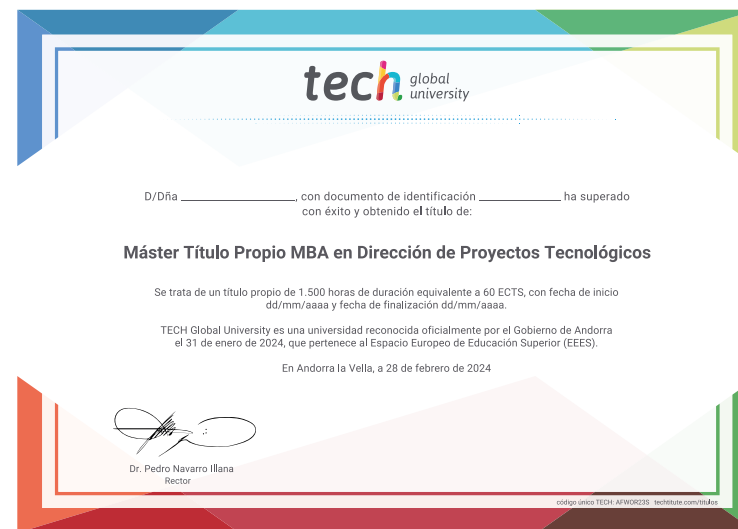 tech global university
D/Dña ____________________, con documento de identificación ______________ ha superado
con éxito y obtenido el título de:
Máster Título Propio MBA en Dirección de Proyectos Tecnológicos
Se trata de un título propio de 1.500 horas de duración equivalente a 60 ECTS, con fecha de inicio
dd/mm/aaaa y fecha de finalización dd/mm/aaaa.
TECH Global University es una universidad reconocida oficialmente por el Gobierno de Andorra
el 31 de enero de 2024, que pertenece al Espacio Europeo de Educación Superior (EEES).
En Andorra la Vella, a 28 de febrero de 2024
Dr. Pedro Navarro Illana
Rector
código único TECH: AFWOR23S techtitute.com/titulos